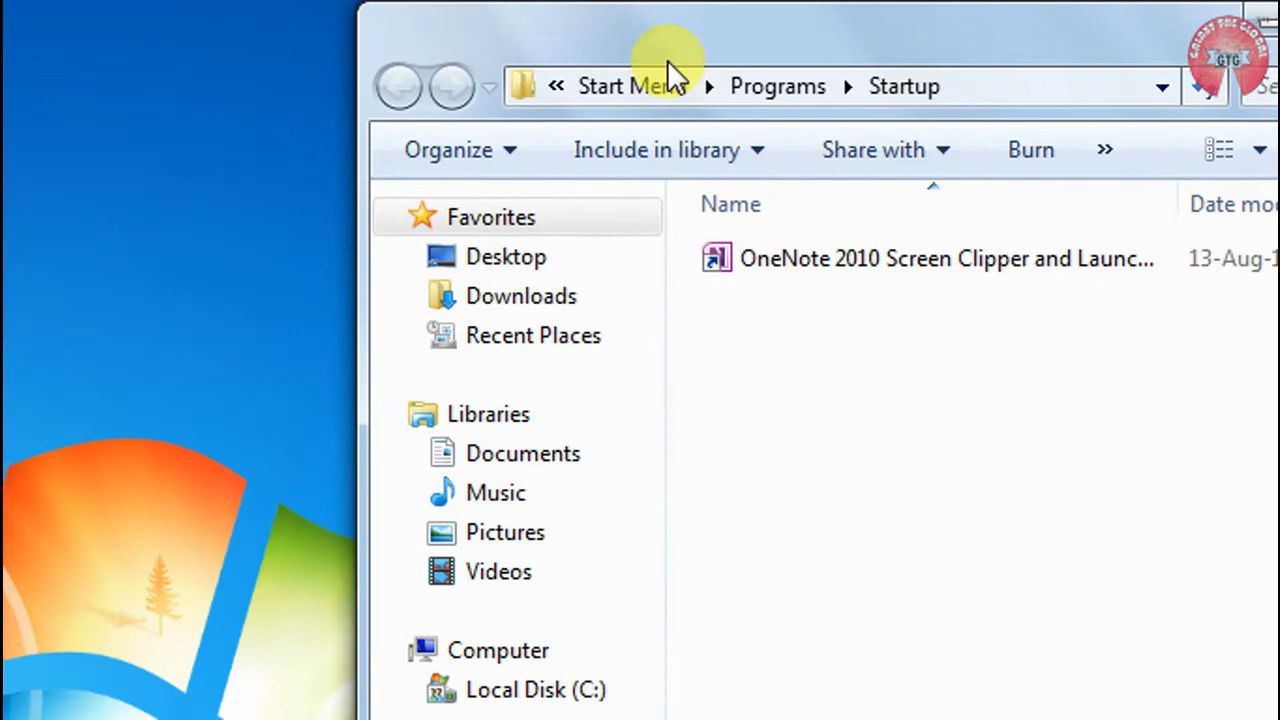 « Start Menu ▸ Programs ▸ Startup
Organize Include in library Share with Burn »
Favorites
Desktop
Downloads
Recent Places
Libraries
Documents
Music
Pictures
Videos
Computer
Local Disk (C:)
Name Date mo
OneNote 2010 Screen Clipper and Launc... 13-Aug-1
GTG